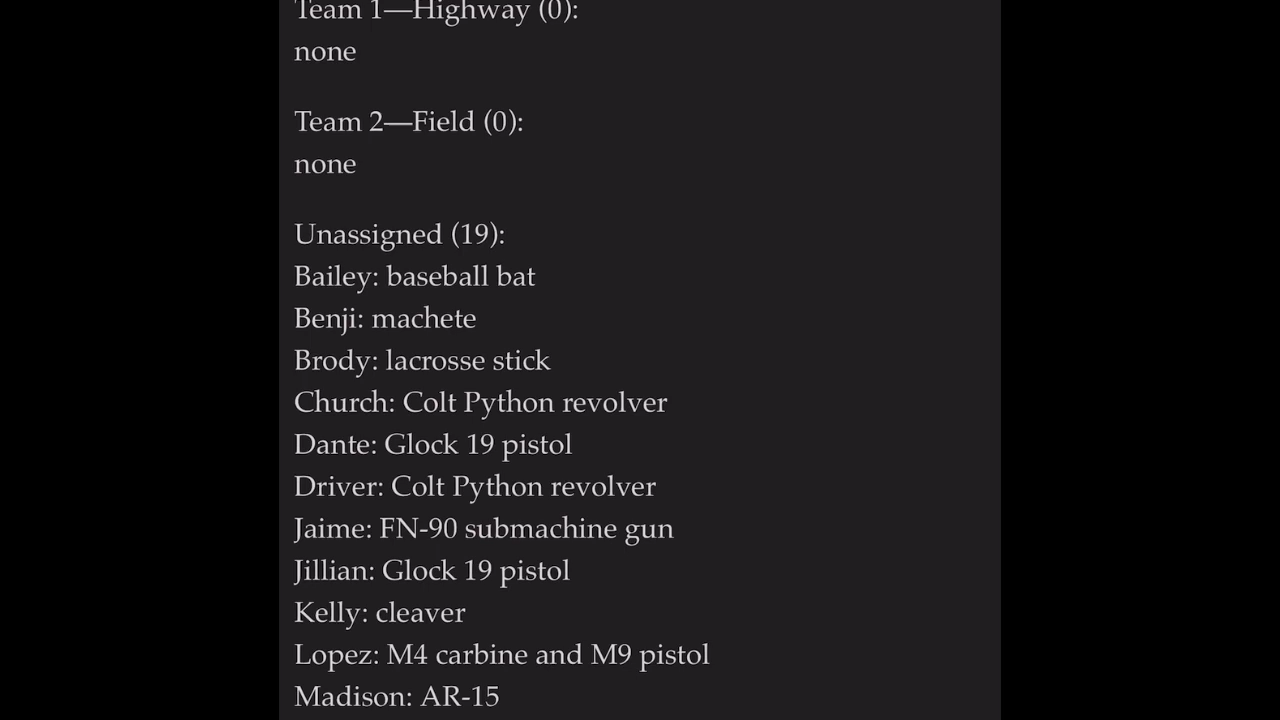 Team 1—Highway (0):
none
Team 2—Field (0):
none
Unassigned (19):
Bailey: baseball bat
Benji: machete
Brody: lacrosse stick
Church: Colt Python revolver
Dante: Glock 19 pistol
Driver: Colt Python revolver
Jaime: FN-90 submachine gun
Jillian: Glock 19 pistol
Kelly: cleaver
Lopez: M4 carbine and M9 pistol
Madison: AR-15